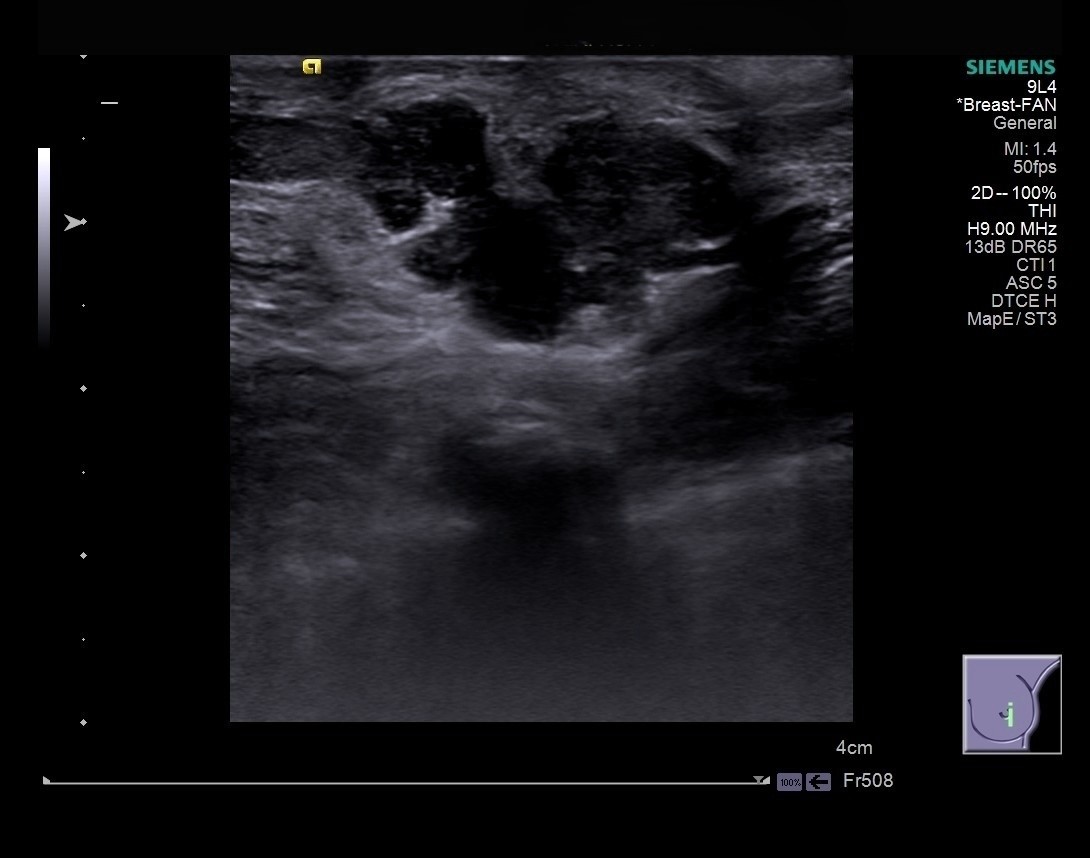 SIEMENS
9L4
*Breast-FAN
General
MI: 1.4
50fps
2D--100%
THI
H9.00 MHz
13dB DR65
CTI 1
ASC 5
DTCE H
MapE / ST3
4cm
100%
Fr508